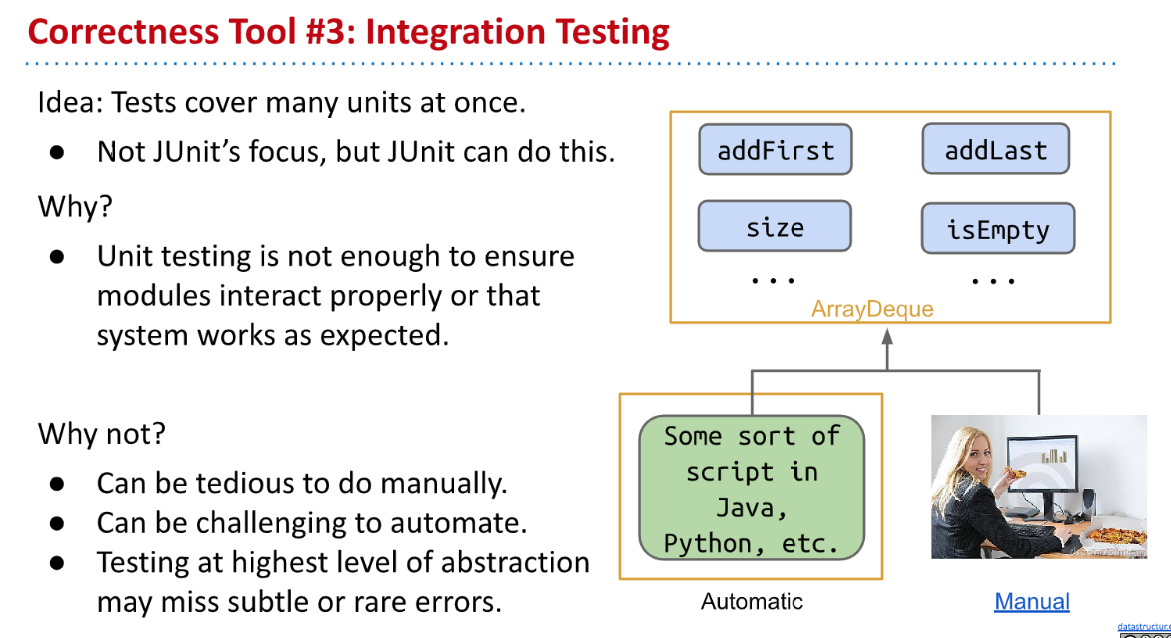 Correctness Tool #3: Integration Testing
Idea: Tests cover many units at once.
● Not JUnit’s focus, but JUnit can do this.
Why?
● Unit testing is not enough to ensure
modules interact properly or that
system works as expected.
Why not?
● Can be tedious to do manually.
● Can be challenging to automate.
● Testing at highest level of abstraction
may miss subtle or rare errors.
addFirst
addLast
size
isEmpty
...
...
ArrayDeque
Some sort of
script in
Java,
Python, etc.
Automatic
Manual
datastructur.e